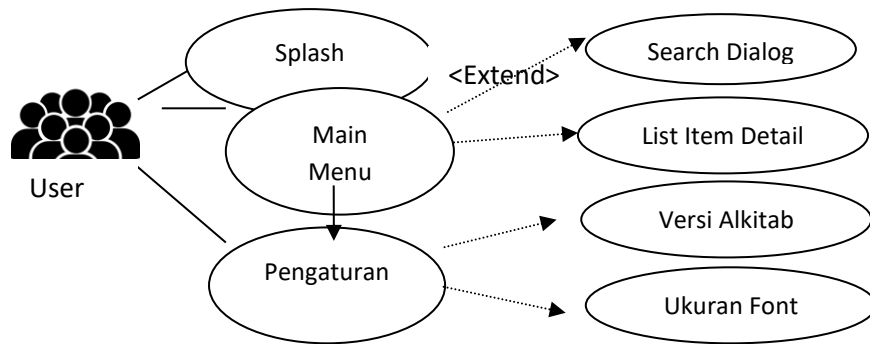 Splash
Search Dialog
<Extend>
Main
Menu
List Item Detail
User
Versi Alkitab
Pengaturan
Ukuran Font